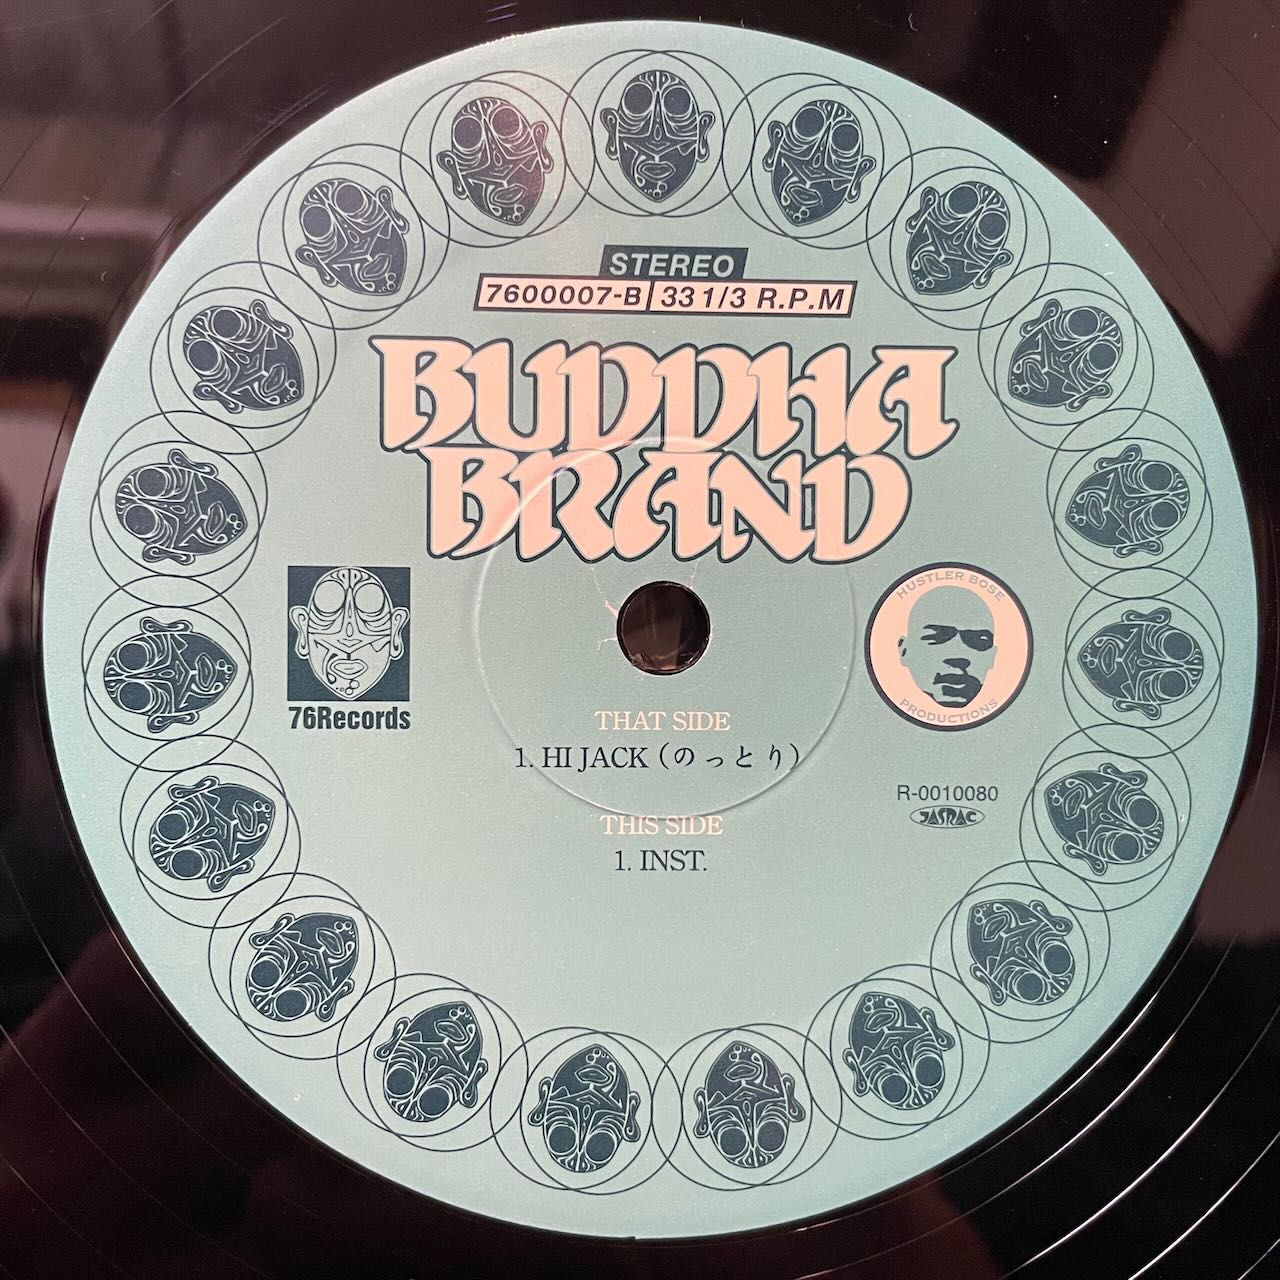 STEREO
7600007-B 33 1/3 R.P.M
BUDDHA
BRAND
HUSTLER BOSE
PRODUCTIONS
76Records
THAT SIDE
1. HI JACK (のっとり)
R-0010080
JASRAC
THIS SIDE
1. INST.